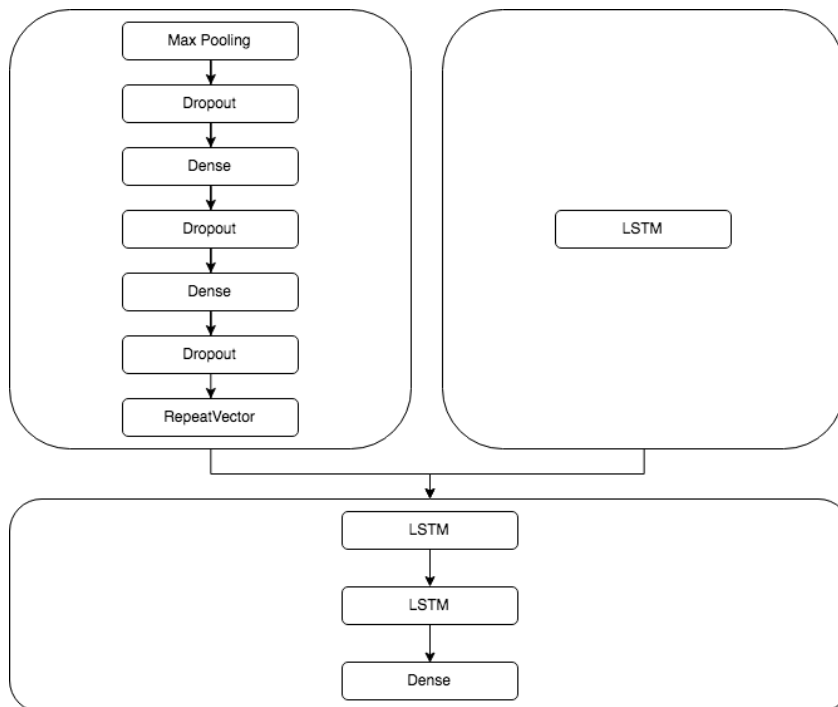 Max Pooling
Dropout
Dense
Dropout
Dense
Dropout
RepeatVector
LSTM
LSTM
LSTM
Dense